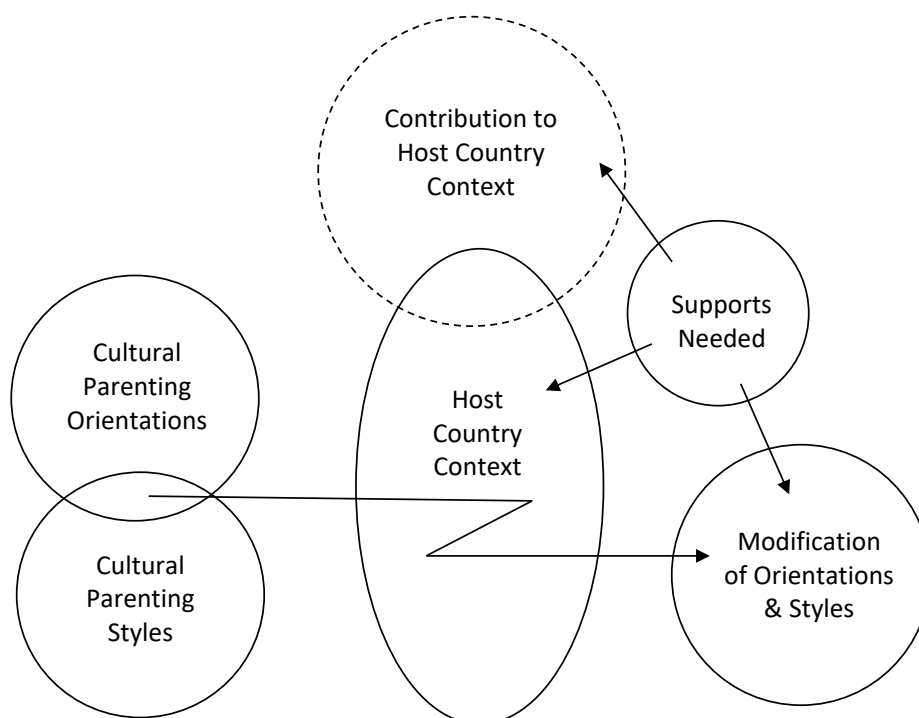 Contribution to
Host Country
Context
Supports
Needed
Cultural
Parenting
Orientations
Host
Country
Context
Cultural
Parenting
Styles
Modification
of Orientations
& Styles